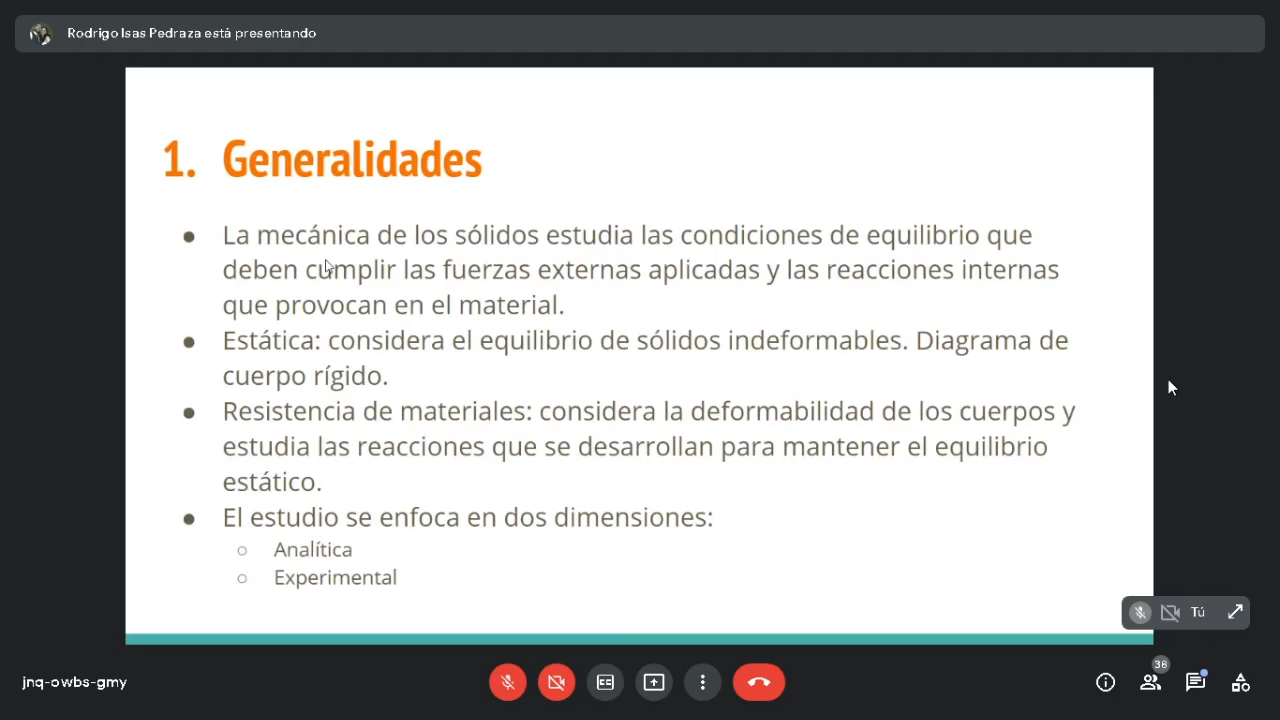 Rodrigo Isas Pedraza está presentando
1. Generalidades
● La mecánica de los sólidos estudia las condiciones de equilibrio que
deben cumplir las fuerzas externas aplicadas y las reacciones internas
que provocan en el material.
● Estática: considera el equilibrio de sólidos indeformables. Diagrama de
cuerpo rígido.
● Resistencia de materiales: considera la deformabilidad de los cuerpos y
estudia las reacciones que se desarrollan para mantener el equilibrio
estático.
● El estudio se enfoca en dos dimensiones:
○ Analítica
○ Experimental
Tú
jnq-owbs-gmy
38